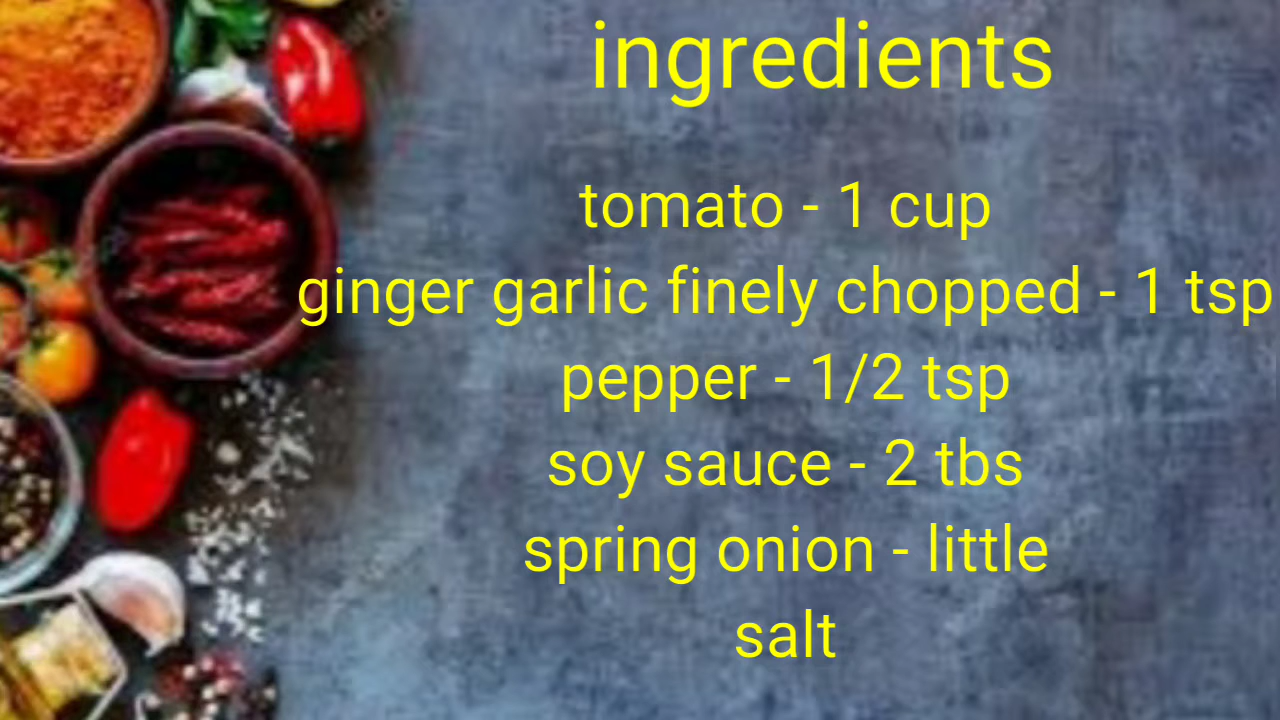 ingredients
tomato - 1 cup
ginger garlic finely chopped - 1 tsp
pepper - 1/2 tsp
soy sauce - 2 tbs
spring onion - little
salt